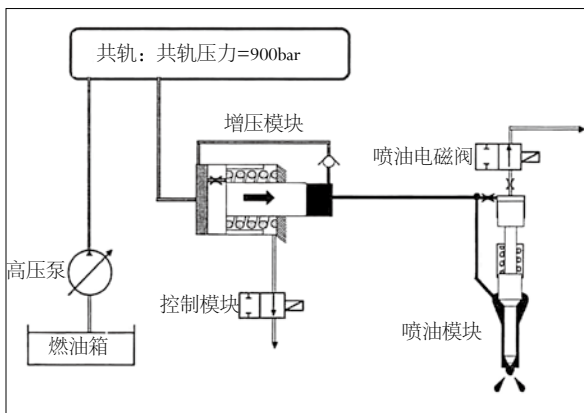 共轨：共轨压力=900bar
增压模块
喷油电磁阀
高压泵
控制模块
喷油模块
燃油箱